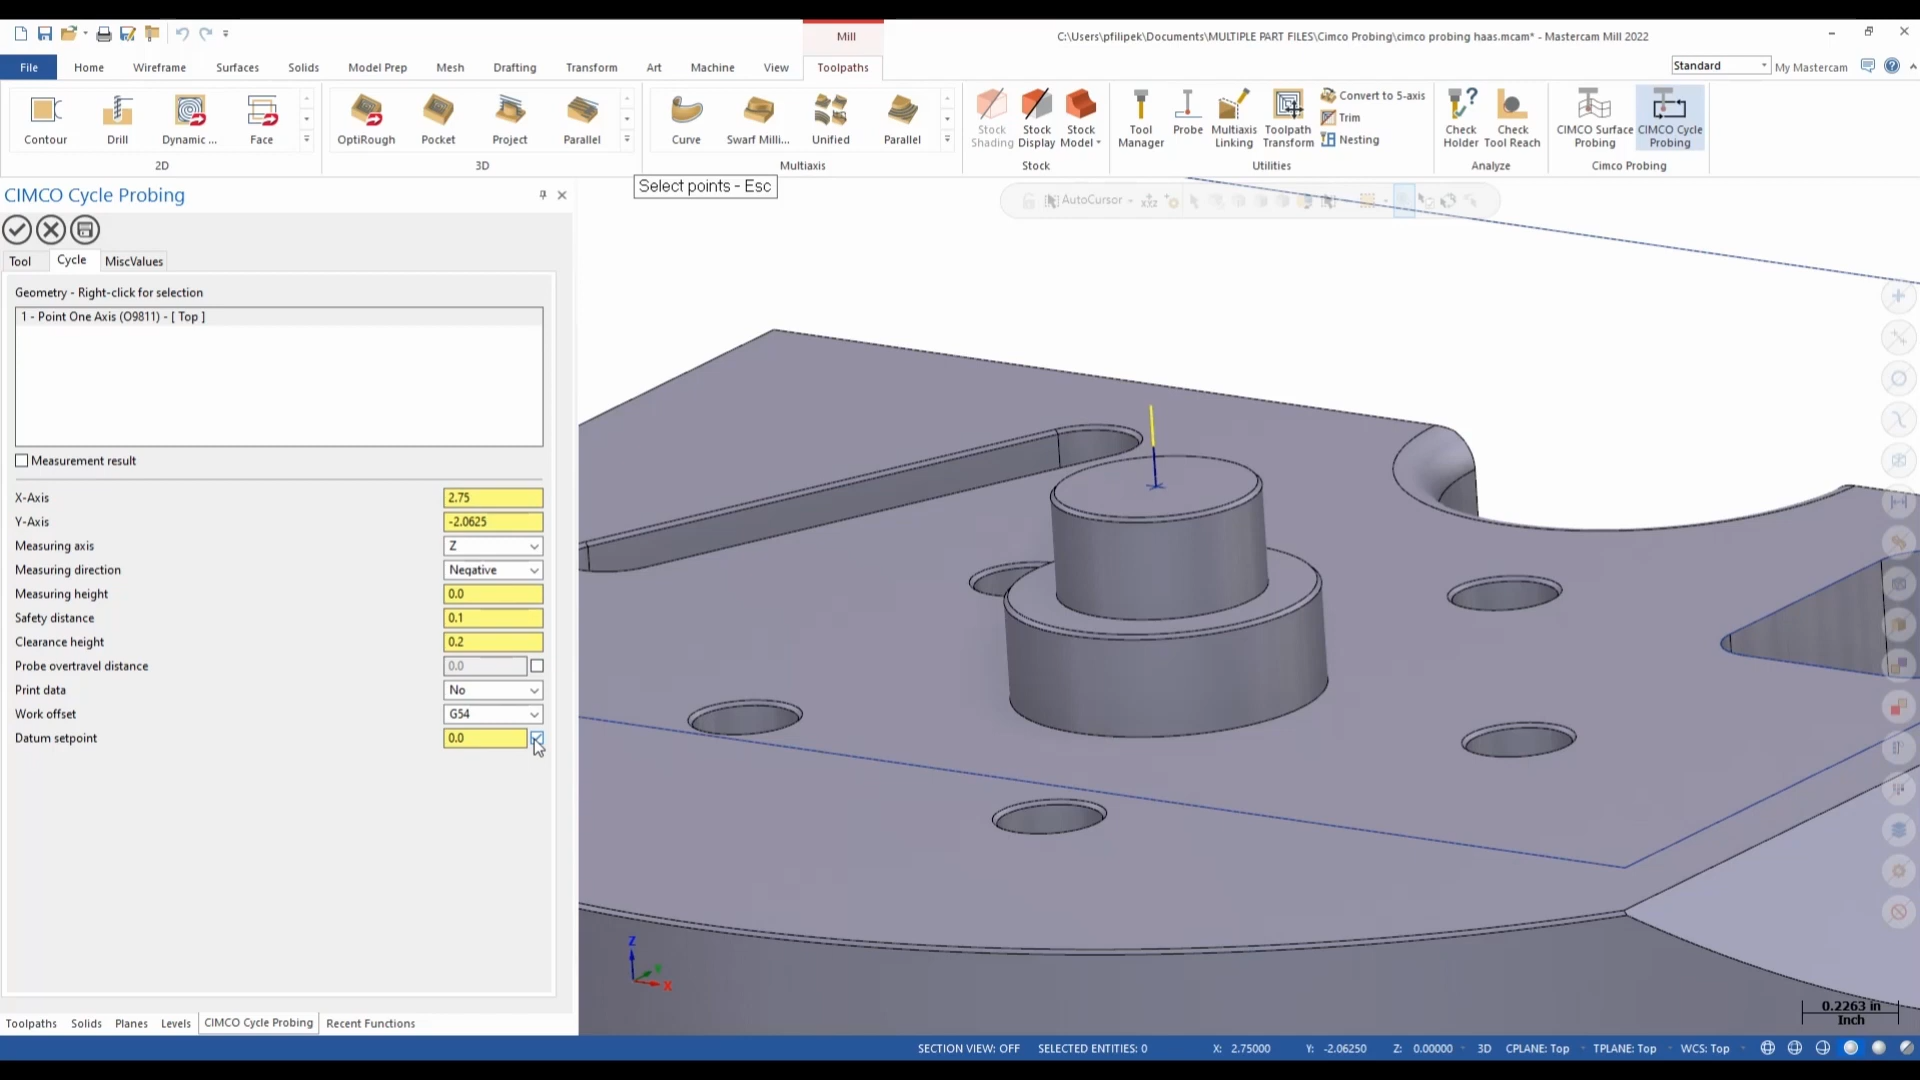 Mill
C:\Users\pfilipek\Documents\MULTIPLE PART FILES\Cimco Probing\cimco probing haas.mcam* - Mastercam Mill 2022
File
Home
Wireframe
Surfaces
Solids
Model Prep
Mesh
Drafting
Transform
Art
Machine
View
Toolpaths
Standard
My Mastercam
Contour
Drill
Dynamic ...
Face
2D
OptiRough
Pocket
Project
Parallel
3D
Curve
Swarf Milli...
Unified
Parallel
Multiaxis
Stock Shading
Stock Display
Stock Model
Stock
Tool Manager
Probe
Multiaxis Linking
Toolpath Transform
Convert to 5-axis
Trim
Nesting
Utilities
Check Holder
Check Tool Reach
Analyze
CIMCO Surface Probing
CIMCO Cycle Probing
Cimco Probing
Select points - Esc
AutoCursor
CIMCO Cycle Probing
Tool
Cycle
MiscValues
Geometry - Right-click for selection
1 - Point One Axis (O9811) - [ Top ]
Measurement result
X-Axis 2.75
Y-Axis -2.0625
Measuring axis Z
Measuring direction Negative
Measuring height 0.0
Safety distance 0.1
Clearance height 0.2
Probe overtravel distance 0.0
Print data No
Work offset G54
Datum setpoint 0.0
Z
X
0.2263 in
Inch
Toolpaths
Solids
Planes
Levels
CIMCO Cycle Probing
Recent Functions
SECTION VIEW: OFF
SELECTED ENTITIES: 0
X: 2.75000
Y: -2.06250
Z: 0.00000
3D
CPLANE: Top
TPLANE: Top
WCS: Top